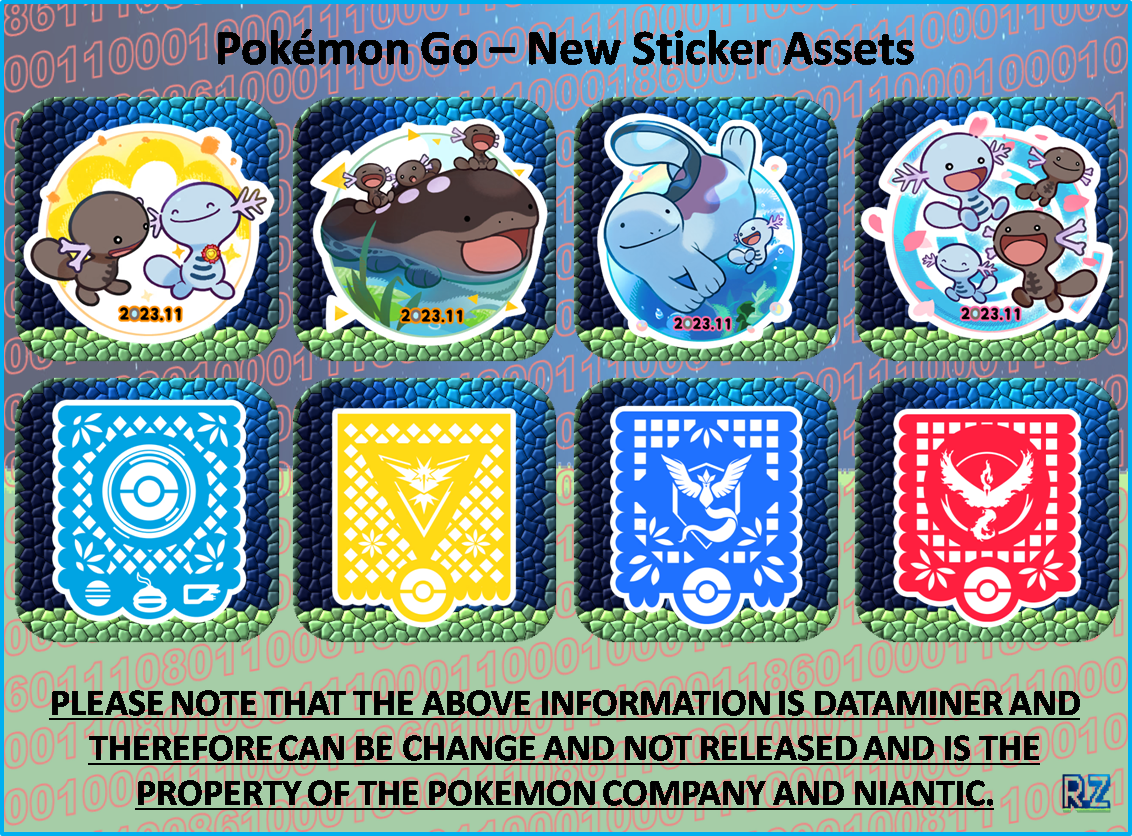 Pokémon Go – New Sticker Assets
2023.11
2023.11
2023.11
2023.11
PLEASE NOTE THAT THE ABOVE INFORMATION IS DATAMINER AND
THEREFORE CAN BE CHANGE AND NOT RELEASED AND IS THE
PROPERTY OF THE POKEMON COMPANY AND NIANTIC.
RZ